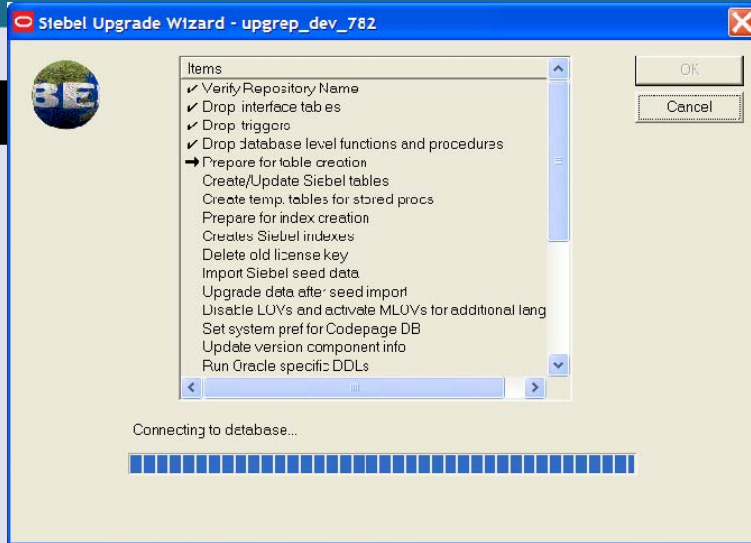 Siebel Upgrade Wizard - upgrep_dev_782
BE
Items
Verify Repository Name
Drop interface tables
Drop triggers
Drop database level functions and procedures
Prepare for table creation
Create/Update Siebel tables
Create temp. tables for stored procs
Prepare for index creation
Creates Siebel indexes
Delete old license key
Import Siebel seed data
Upgrade data after seed import
Disable LOVs and activate MLOVs for additional lang
Set system pref for Codepage DB
Update version component info
Run Oracle specific DDLs
OK
Cancel
Connecting to database...